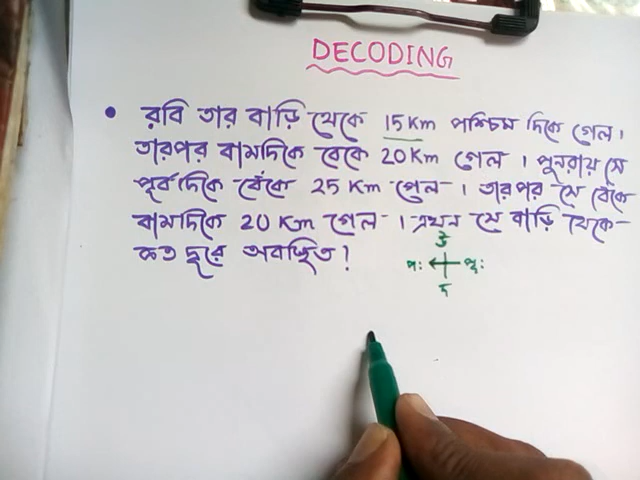 DECODING
• রবি তার বাড়ি থেকে 15 Km পশ্চিম দিকে গেল।
তারপর বামদিকে বেকে 20 Km গেল। পুনরায় সে
পূর্ব দিকে বেঁকে 25 Km গেল। তারপর সে বেঁকে
বামদিকে 20 Km গেল। এখন সে বাড়ি থেকে
কত দূরে অবস্থিত?
উ
প: পূ:
দ